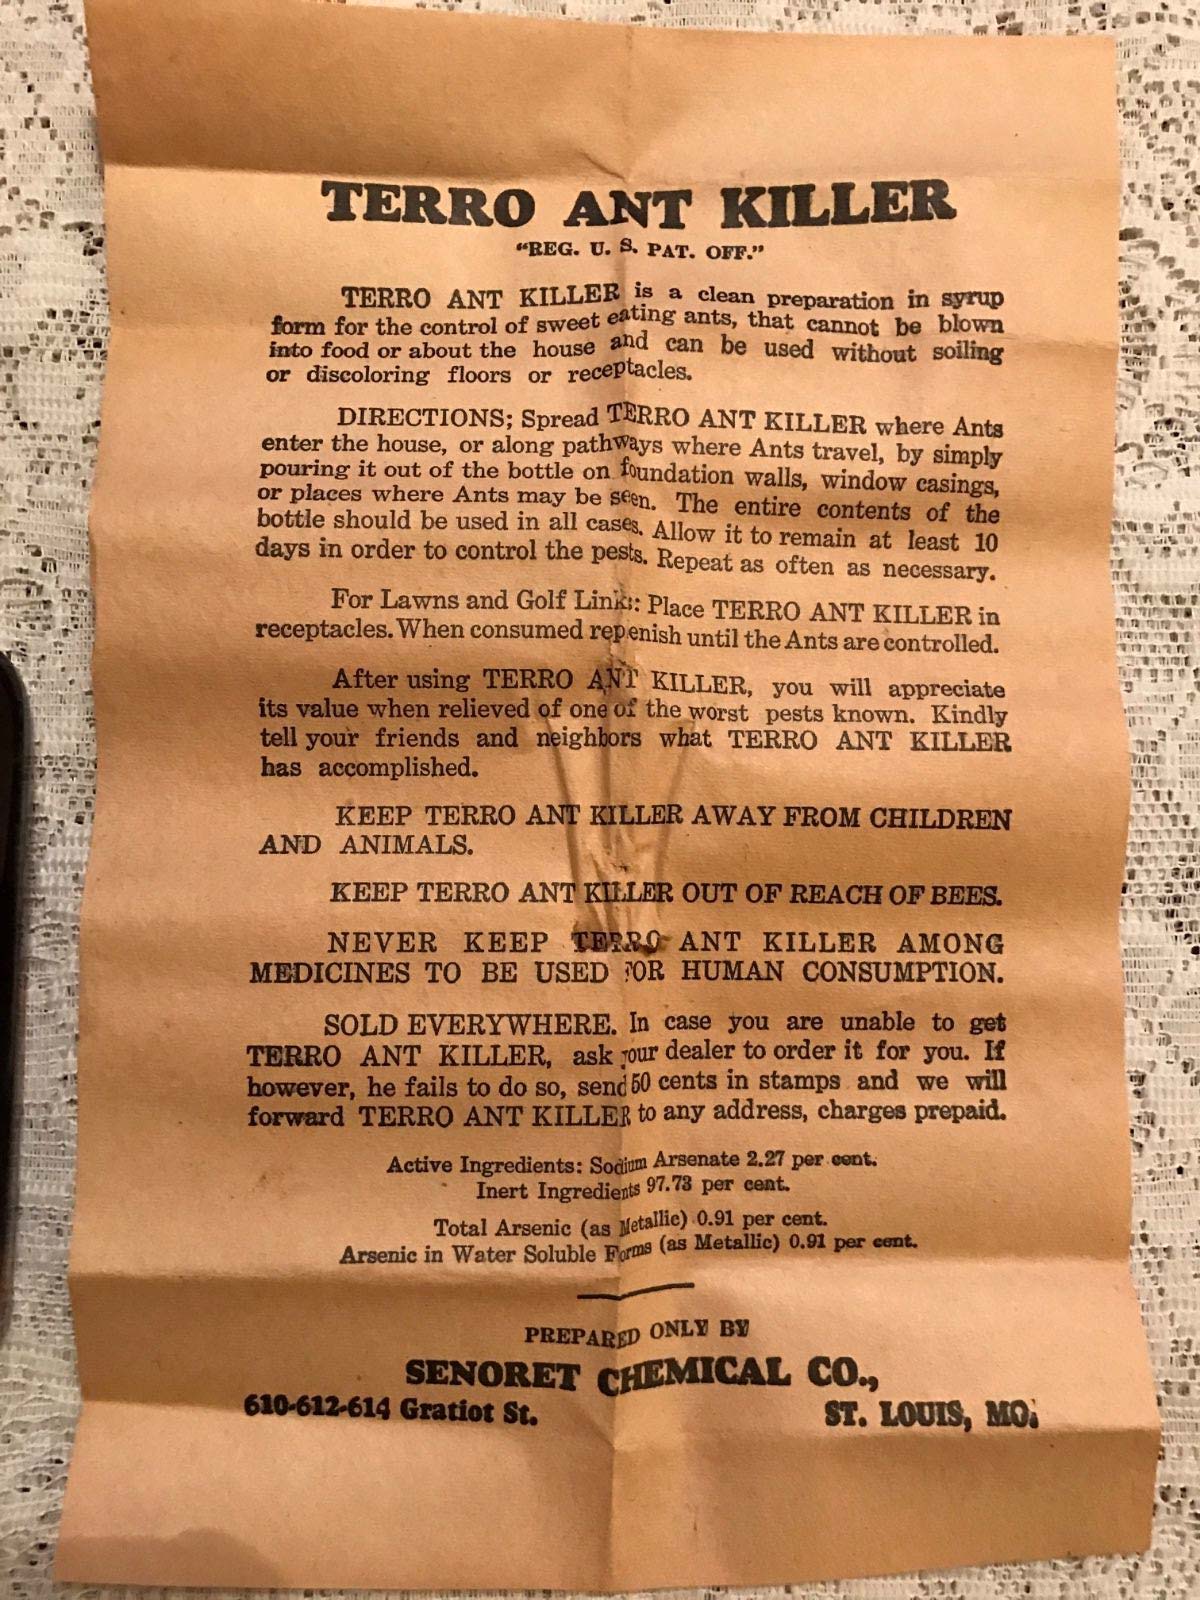 TERRO ANT KILLER
"REG. U. S. PAT. OFF."
TERRO ANT KILLER is a clean preparation in syrup
form for the control of sweet eating ants, that cannot be blown
into food or about the house and can be used without soiling
or discoloring floors or receptacles.
DIRECTIONS; Spread TERRO ANT KILLER where Ants
enter the house, or along pathways where Ants travel, by simply
pouring it out of the bottle on foundation walls, window casings,
or places where Ants may be seen. The entire contents of the
bottle should be used in all cases. Allow it to remain at least 10
days in order to control the pests. Repeat as often as necessary.
For Lawns and Golf Links: Place TERRO ANT KILLER in
receptacles. When consumed replenish until the Ants are controlled.
After using TERRO ANT KILLER, you will appreciate
its value when relieved of one of the worst pests known. Kindly
tell your friends and neighbors what TERRO ANT KILLER
has accomplished.
KEEP TERRO ANT KILLER AWAY FROM CHILDREN
AND ANIMALS.
KEEP TERRO ANT KILLER OUT OF REACH OF BEES.
NEVER KEEP TERRO ANT KILLER AMONG
MEDICINES TO BE USED FOR HUMAN CONSUMPTION.
SOLD EVERYWHERE. In case you are unable to get
TERRO ANT KILLER, ask your dealer to order it for you. If
however, he fails to do so, send 50 cents in stamps and we will
forward TERRO ANT KILLER to any address, charges prepaid.
Active Ingredients: Sodium Arsenate 2.27 per cent.
Inert Ingredients 97.73 per cent.
Total Arsenic (as Metallic) 0.91 per cent.
Arsenic in Water Soluble Forms (as Metallic) 0.91 per cent.
PREPARED ONLY BY
SENORET CHEMICAL CO.,
610-612-614 Gratiot St. ST. LOUIS, MO.